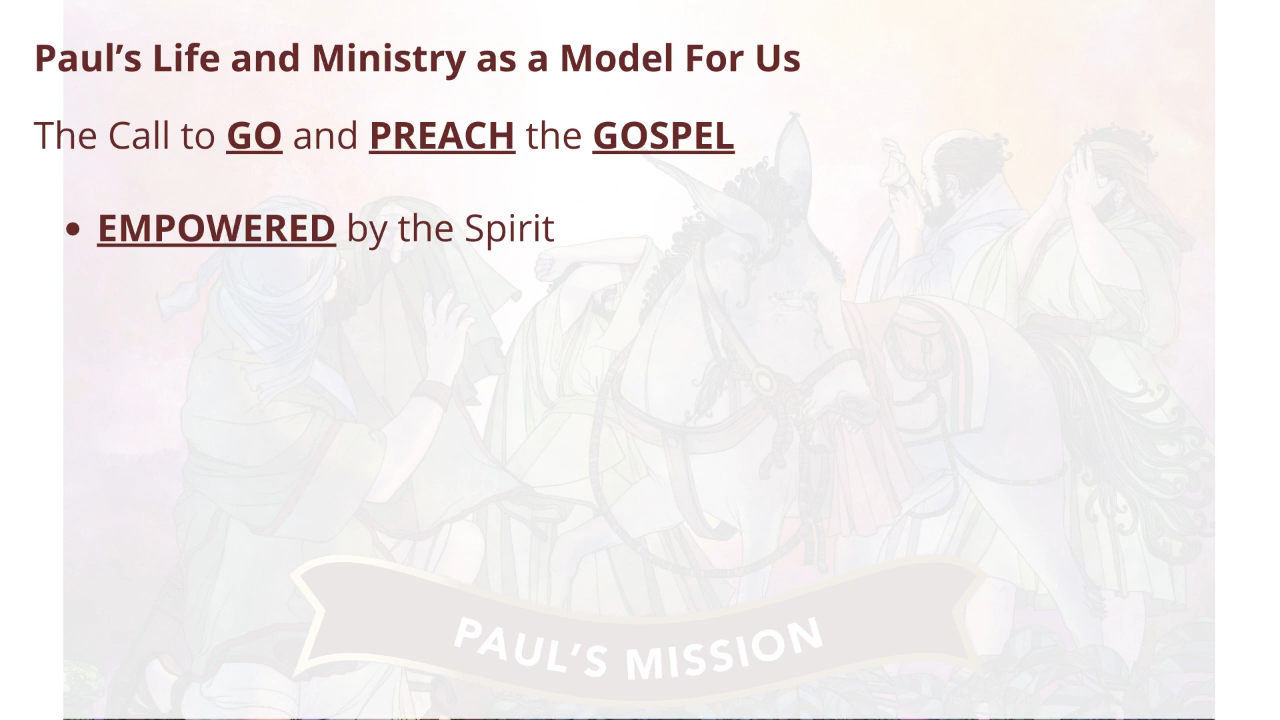 Paul’s Life and Ministry as a Model For Us
The Call to GO and PREACH the GOSPEL
• EMPOWERED by the Spirit
PAUL’S MISSION